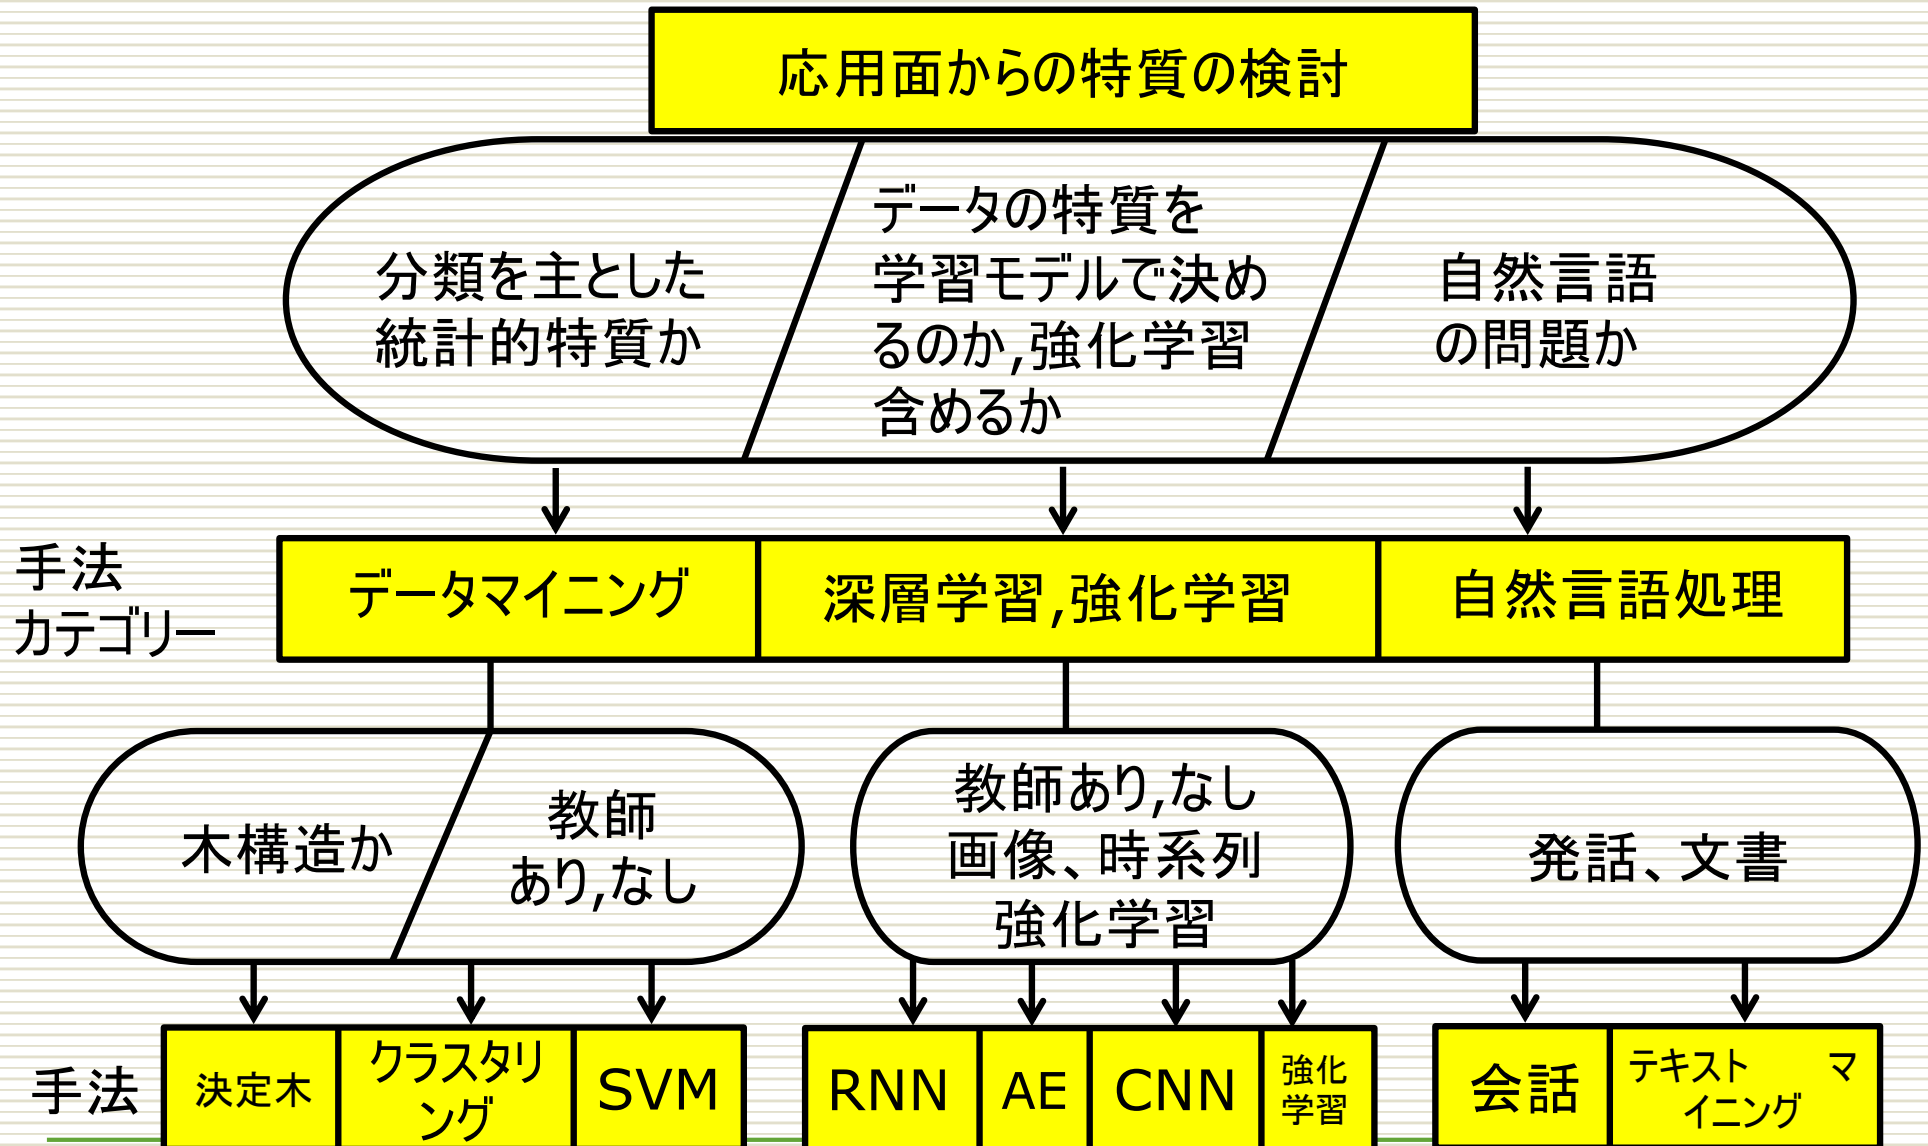 応用面からの特質の検討
分類を主とした
統計的特質か
データの特質を
学習モデルで決め
るのか,強化学習
含めるか
自然言語
の問題か
手法
カテゴリー
データマイニング
深層学習,強化学習
自然言語処理
木構造か
教師
あり,なし
教師あり,なし
画像、時系列
強化学習
発話、文書
手法
決定木
クラスタリ
ング
SVM
RNN
AE
CNN
強化
学習
会話
テキスト　　マ
イニング